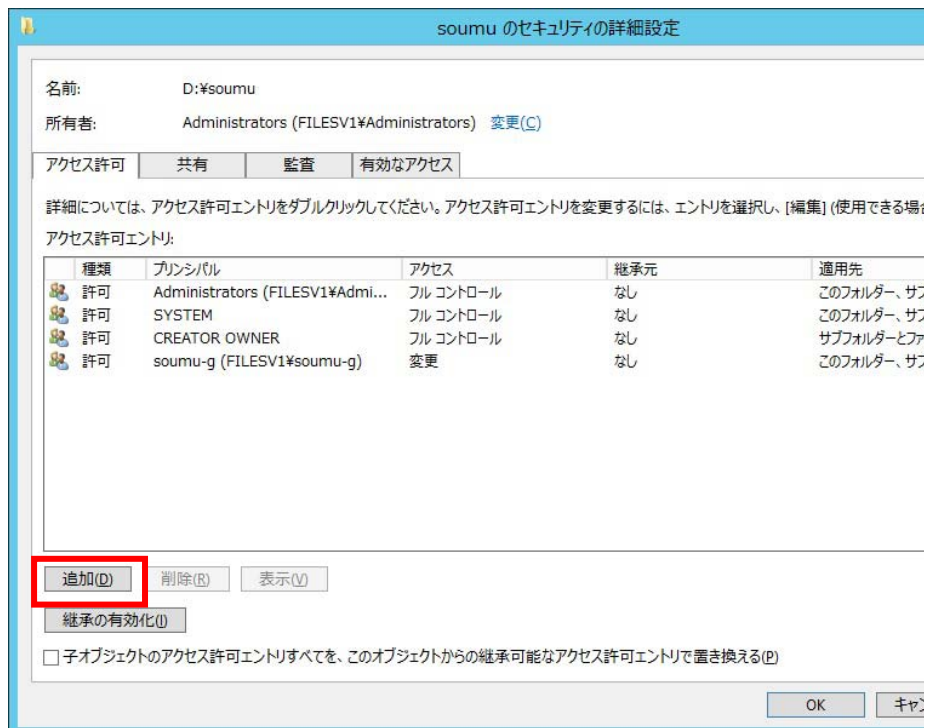 soumu のセキュリティの詳細設定
名前: D:¥soumu
所有者: Administrators (FILESV1¥Administrators) 変更(C)
アクセス許可 共有 監査 有効なアクセス
詳細については、アクセス許可エントリをダブルクリックしてください。アクセス許可エントリを変更するには、エントリを選択し、[編集] (使用できる場合
アクセス許可エントリ:
種類 プリンシパル アクセス 継承元 適用先
許可 Administrators (FILESV1¥Admi... フル コントロール なし このフォルダー、サブ
許可 SYSTEM フル コントロール なし このフォルダー、サブ
許可 CREATOR OWNER フル コントロール なし サブフォルダーとファ
許可 soumu-g (FILESV1¥soumu-g) 変更 なし このフォルダー、サブ
追加(D) 削除(R) 表示(V)
継承の有効化(I)
子オブジェクトのアクセス許可エントリすべてを、このオブジェクトからの継承可能なアクセス許可エントリで置き換える(P)
OK キャン